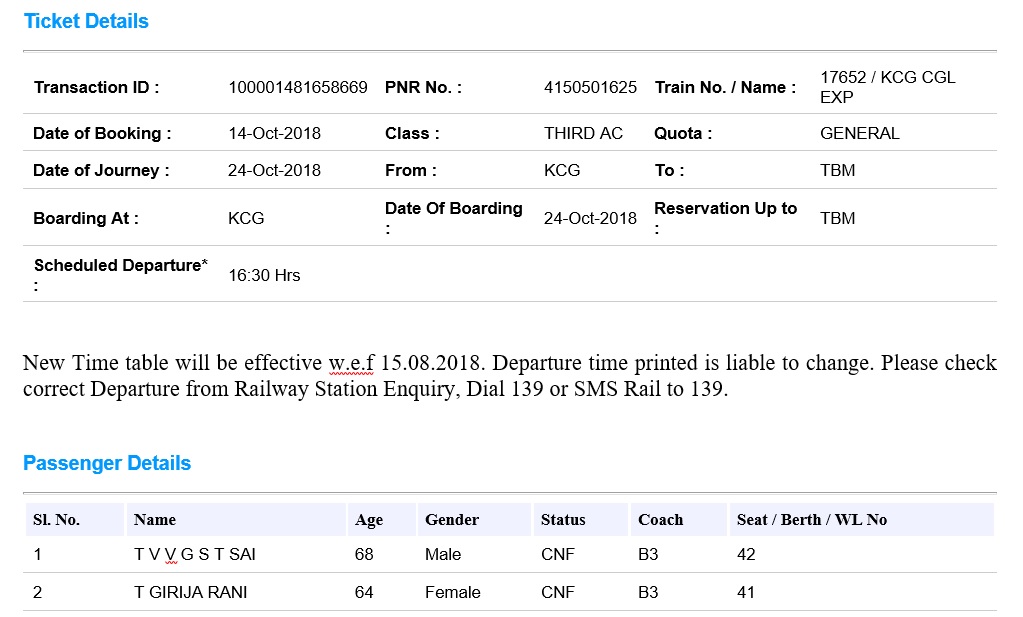 Ticket Details
Transaction ID : 100001481658669 PNR No. : 4150501625 Train No. / Name : 17652 / KCG CGL
EXP
Date of Booking : 14-Oct-2018 Class : THIRD AC Quota : GENERAL
Date of Journey : 24-Oct-2018 From : KCG To : TBM
Boarding At : KCG Date Of Boarding
: 24-Oct-2018 Reservation Up to
: TBM
Scheduled Departure*
: 16:30 Hrs
New Time table will be effective w.e.f 15.08.2018. Departure time printed is liable to change. Please check
correct Departure from Railway Station Enquiry, Dial 139 or SMS Rail to 139.
Passenger Details
Sl. No. Name Age Gender Status Coach Seat / Berth / WL No
1 T V V G S T SAI 68 Male CNF B3 42
2 T GIRIJA RANI 64 Female CNF B3 41